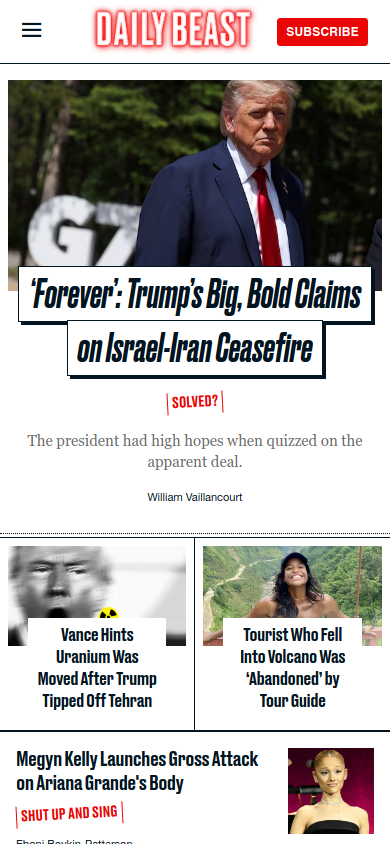 DAILY BEAST
SUBSCRIBE
G7
‘Forever’: Trump’s Big, Bold Claims
on Israel-Iran Ceasefire
SOLVED?
The president had high hopes when quizzed on the
apparent deal.
William Vaillancourt
Vance Hints
Uranium Was
Moved After Trump
Tipped Off Tehran
Tourist Who Fell
Into Volcano Was
‘Abandoned’ by
Tour Guide
Megyn Kelly Launches Gross Attack
on Ariana Grande's Body
SHUT UP AND SING
Eboni Boykin-Patterson